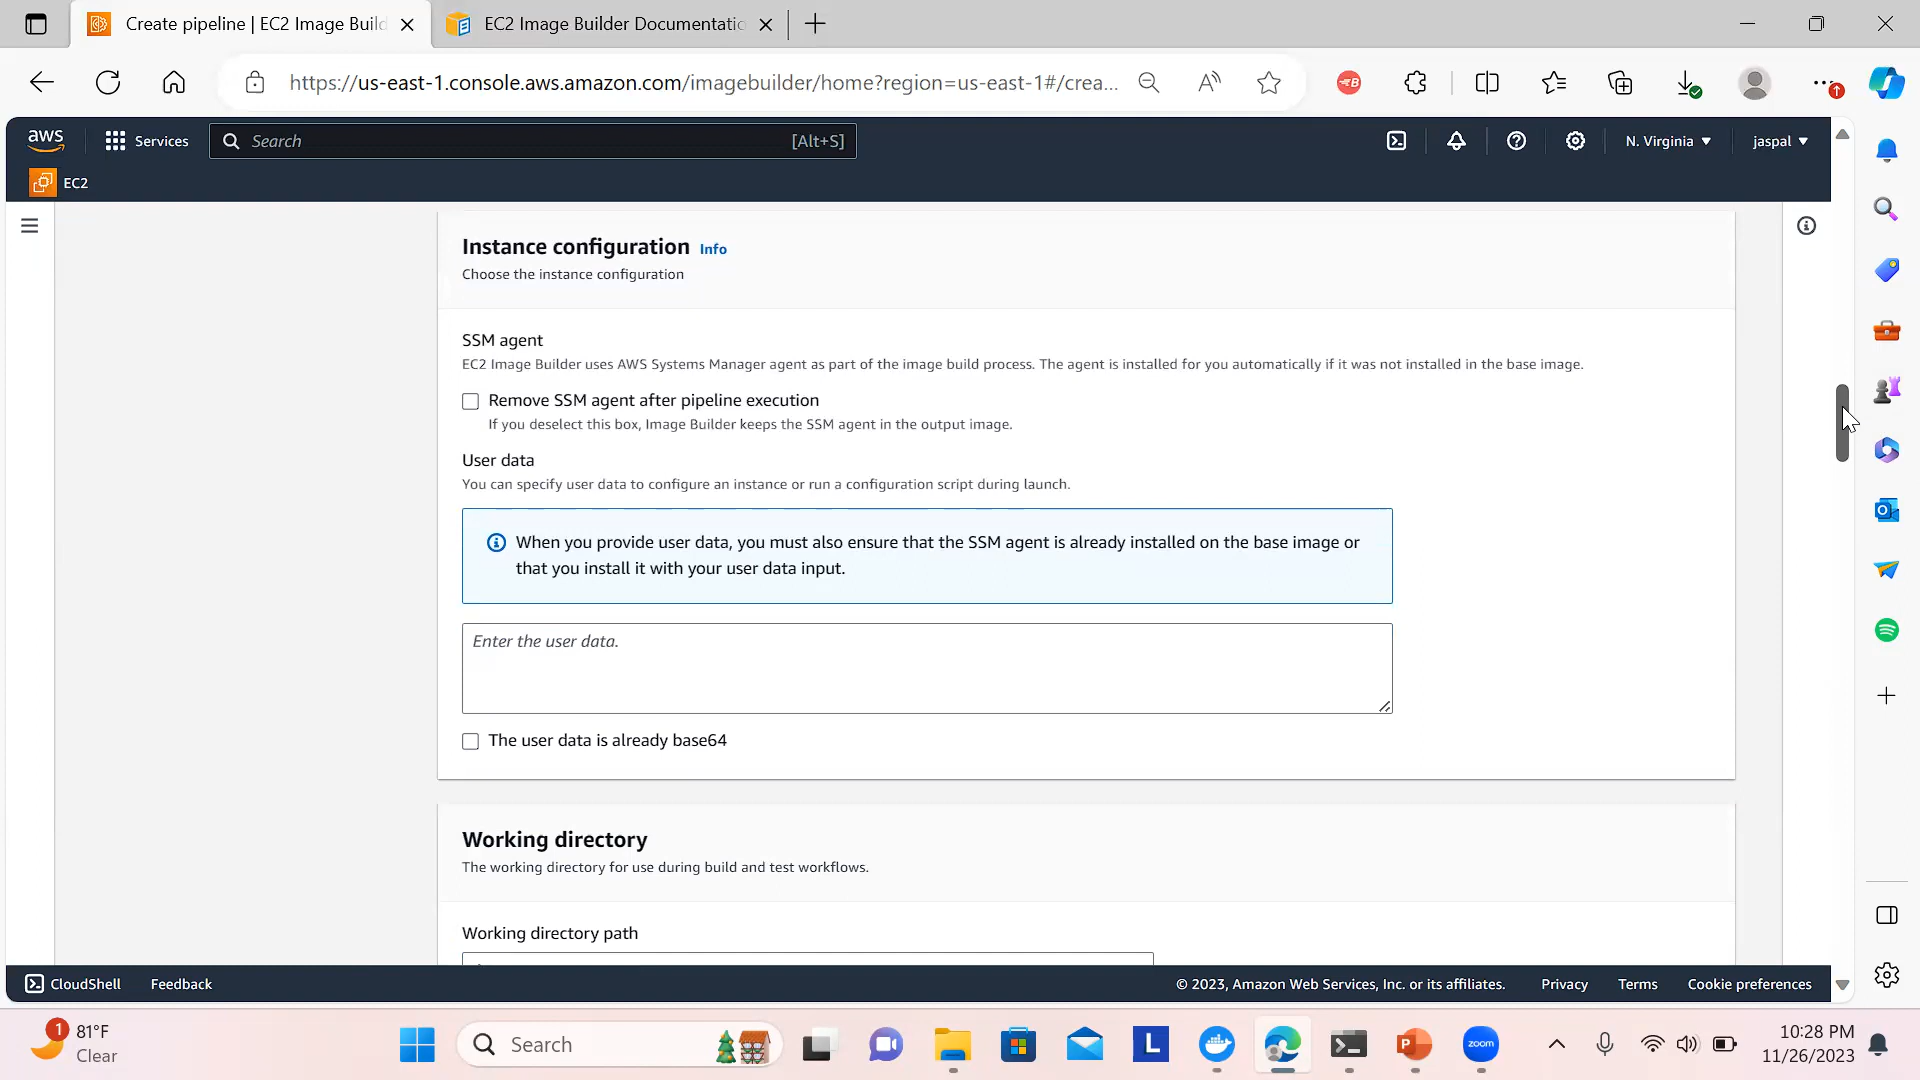 Create pipeline | EC2 Image Build
EC2 Image Builder Documentatio
https://us-east-1.console.aws.amazon.com/imagebuilder/home?region=us-east-1#/crea...
aws
Services
Search
[Alt+S]
N. Virginia
jaspal
EC2
Instance configuration Info
Choose the instance configuration
SSM agent
EC2 Image Builder uses AWS Systems Manager agent as part of the image build process. The agent is installed for you automatically if it was not installed in the base image.
Remove SSM agent after pipeline execution
If you deselect this box, Image Builder keeps the SSM agent in the output image.
User data
You can specify user data to configure an instance or run a configuration script during launch.
When you provide user data, you must also ensure that the SSM agent is already installed on the base image or
that you install it with your user data input.
Enter the user data.
The user data is already base64
Working directory
The working directory for use during build and test workflows.
Working directory path
CloudShell
Feedback
© 2023, Amazon Web Services, Inc. or its affiliates.
Privacy
Terms
Cookie preferences
1
81°F
Clear
Search
L
P
zoom
10:28 PM
11/26/2023